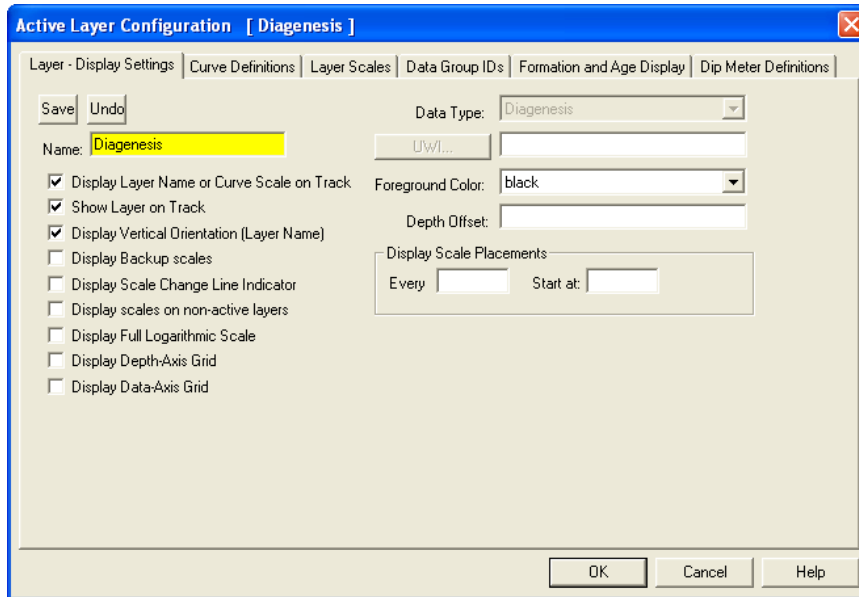 Active Layer Configuration [ Diagenesis ]
Layer - Display Settings
Curve Definitions
Layer Scales
Data Group IDs
Formation and Age Display
Dip Meter Definitions
Save
Undo
Name: Diagenesis
Display Layer Name or Curve Scale on Track
Show Layer on Track
Display Vertical Orientation (Layer Name)
Display Backup scales
Display Scale Change Line Indicator
Display scales on non-active layers
Display Full Logarithmic Scale
Display Depth-Axis Grid
Display Data-Axis Grid
Data Type: Diagenesis
UWI...
Foreground Color: black
Depth Offset:
Display Scale Placements
Every
Start at:
OK
Cancel
Help